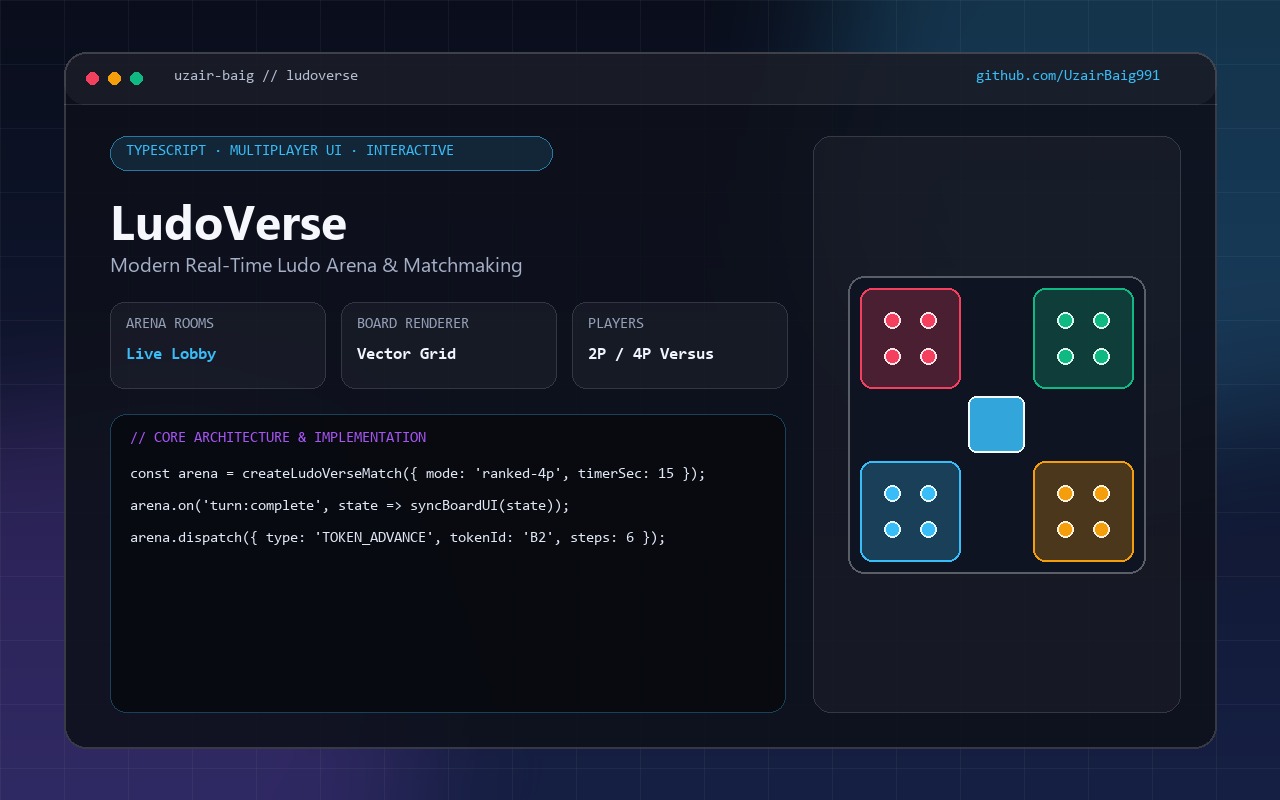 uzair-baig // ludoverse
github.com/UzairBaig991
TYPESCRIPT · MULTIPLAYER UI · INTERACTIVE
LudoVerse
Modern Real-Time Ludo Arena & Matchmaking
ARENA ROOMS
Live Lobby
BOARD RENDERER
Vector Grid
PLAYERS
2P / 4P Versus
// CORE ARCHITECTURE & IMPLEMENTATION
const arena = createLudoVerseMatch({ mode: 'ranked-4p', timerSec: 15 });
arena.on('turn:complete', state => syncBoardUI(state));
arena.dispatch({ type: 'TOKEN_ADVANCE', tokenId: 'B2', steps: 6 });